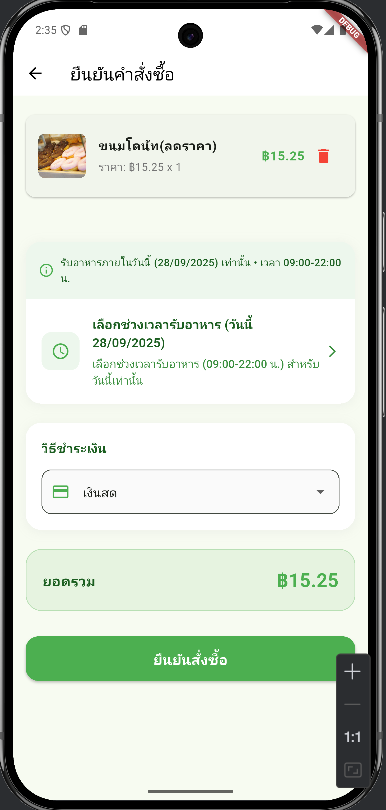 2:35
DEBUG
ยืนยันคำสั่งซื้อ
ขนมโดนัท(ลดราคา)
ราคา: ฿15.25 x 1
฿15.25
รับอาหารภายในวันนี้ (28/09/2025) เท่านั้น • เวลา 09:00-22:00
น.
เลือกช่วงเวลารับอาหาร (วันนี้
28/09/2025)
เลือกช่วงเวลารับอาหาร (09:00-22:00 น.) สำหรับ
วันนี้เท่านั้น
วิธีชำระเงิน
เงินสด
ยอดรวม
฿15.25
ยืนยันสั่งซื้อ
1:1